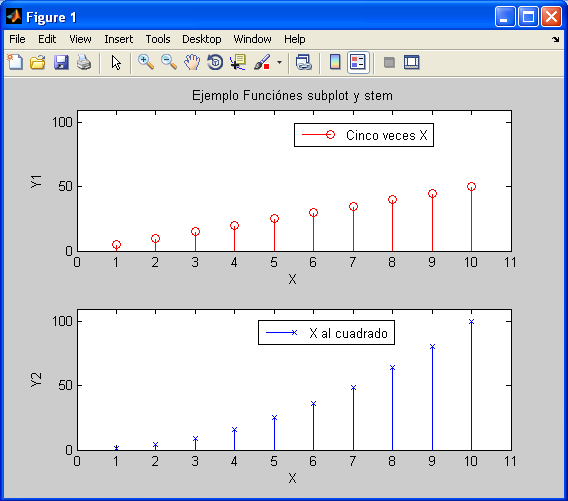 Figure 1
File Edit View Insert Tools Desktop Window Help
Ejemplo Funciónes subplot y stem
100
50
0
Y1
Cinco veces X
0 1 2 3 4 5 6 7 8 9 10 11
X
100
50
0
Y2
X al cuadrado
0 1 2 3 4 5 6 7 8 9 10 11
X